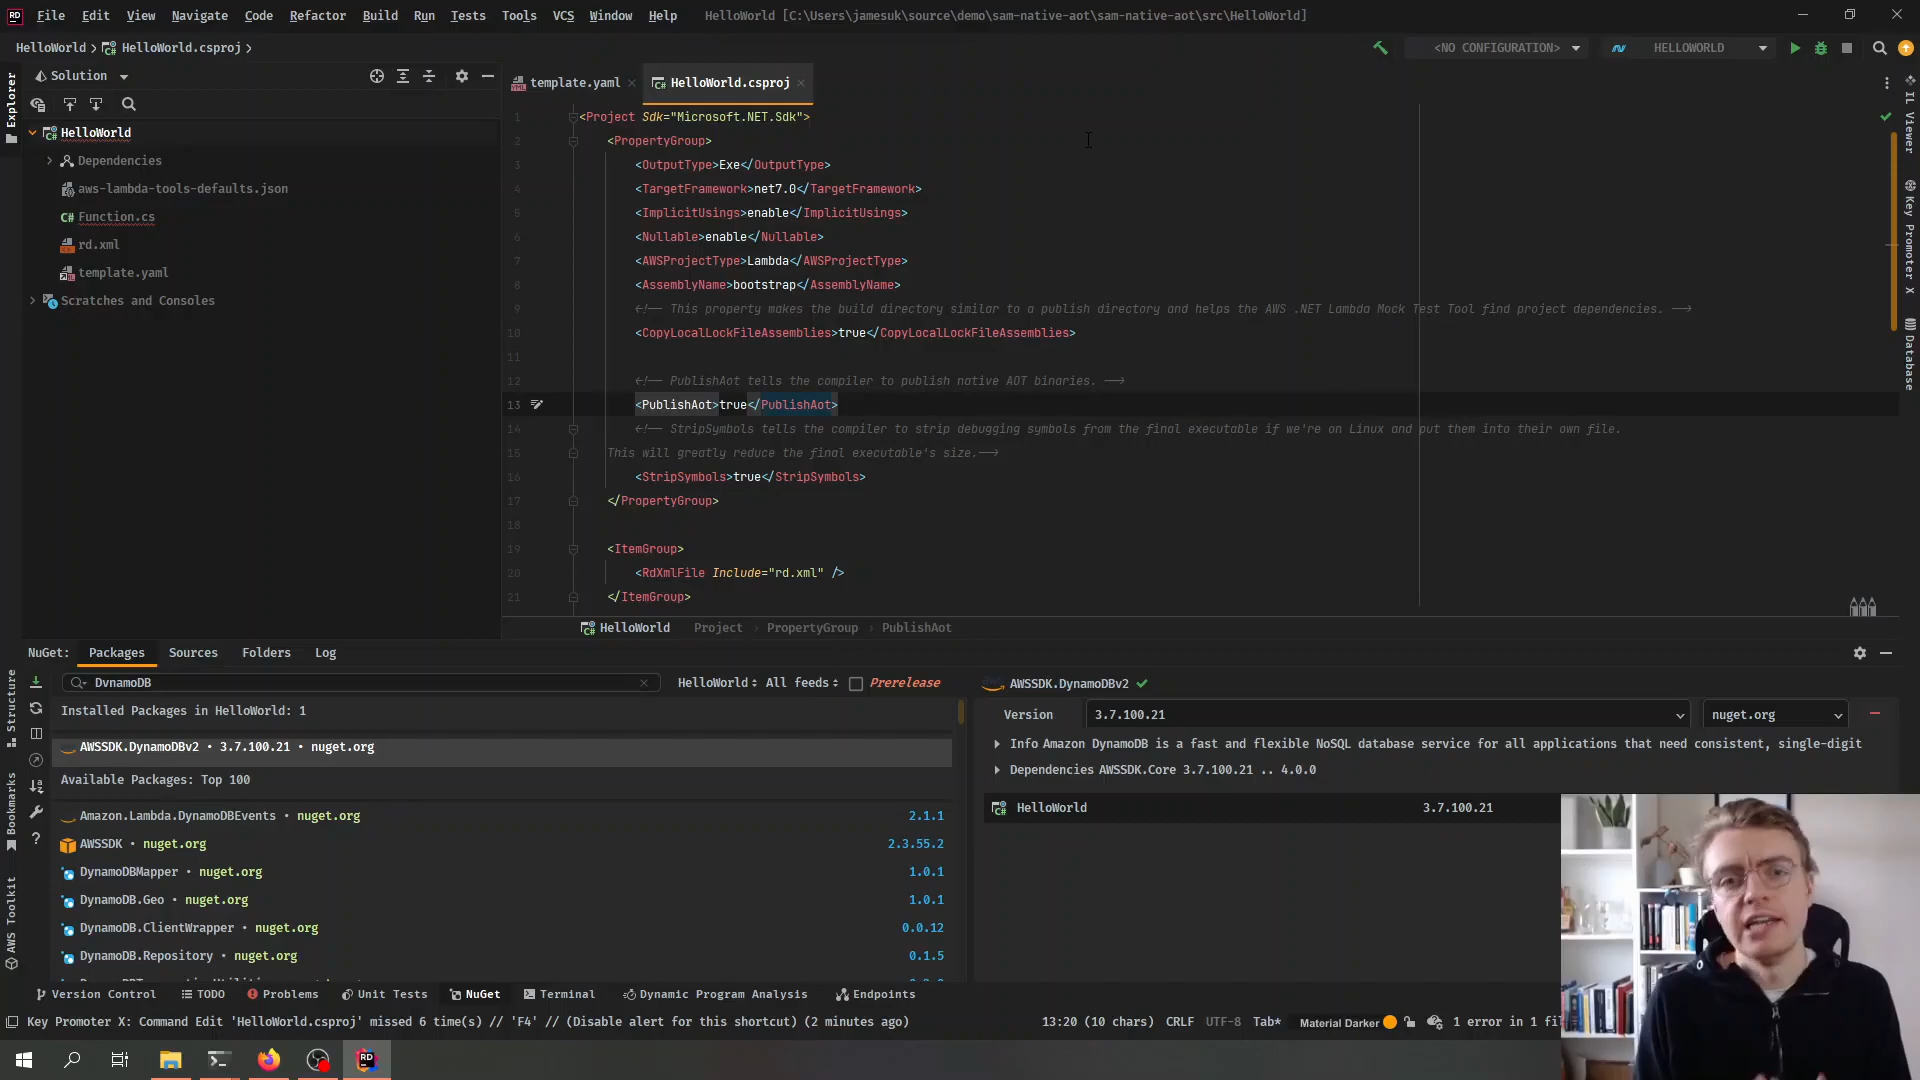 File Edit View Navigate Code Refactor Build Run Tests Tools VCS Window Help HelloWorld [C:\Users\jamesuk\source\demo\sam-native-aot\sam-native-aot\src\HelloWorld]
HelloWorld HelloWorld.csproj <NO CONFIGURATION> HELLOWORLD
Explorer
Solution
HelloWorld
Dependencies
aws-lambda-tools-defaults.json
Function.cs
rd.xml
template.yaml
Scratches and Consoles
template.yaml HelloWorld.csproj
1 <Project Sdk="Microsoft.NET.Sdk">
2 <PropertyGroup>
3 <OutputType>Exe</OutputType>
4 <TargetFramework>net7.0</TargetFramework>
5 <ImplicitUsings>enable</ImplicitUsings>
6 <Nullable>enable</Nullable>
7 <AWSProjectType>Lambda</AWSProjectType>
8 <AssemblyName>bootstrap</AssemblyName>
9 <!-- This property makes the build directory similar to a publish directory and helps the AWS .NET Lambda Mock Test Tool find project dependencies. -->
10 <CopyLocalLockFileAssemblies>true</CopyLocalLockFileAssemblies>
11
12 <!-- PublishAot tells the compiler to publish native AOT binaries. -->
13 <PublishAot>true</PublishAot>
14 <!-- StripSymbols tells the compiler to strip debugging symbols from the final executable if we're on Linux and put them into their own file.
15 This will greatly reduce the final executable's size.-->
16 <StripSymbols>true</StripSymbols>
17 </PropertyGroup>
18
19 <ItemGroup>
20 <RdXmlFile Include="rd.xml" />
21 </ItemGroup>
HelloWorld Project PropertyGroup PublishAot
IL Viewer
Key Promoter X
Database
NuGet: Packages Sources Folders Log
DynamoDB HelloWorld All feeds Prerelease
Installed Packages in HelloWorld: 1
AWSSDK.DynamoDBv2 • 3.7.100.21 • nuget.org
Available Packages: Top 100
Amazon.Lambda.DynamoDBEvents • nuget.org 2.1.1
AWSSDK • nuget.org 2.3.55.2
DynamoDBMapper • nuget.org 1.0.1
DynamoDB.Geo • nuget.org 1.0.1
DynamoDB.ClientWrapper • nuget.org 0.0.12
DynamoDB.Repository • nuget.org 0.1.5
AWSSDK.DynamoDBv2
Version 3.7.100.21 nuget.org
Info Amazon DynamoDB is a fast and flexible NoSQL database service for all applications that need consistent, single-digit
Dependencies AWSSDK.Core 3.7.100.21 .. 4.0.0
HelloWorld 3.7.100.21
Structure
Bookmarks
AWS Toolkit
Version Control TODO Problems Unit Tests NuGet Terminal Dynamic Program Analysis Endpoints
Key Promoter X: Command Edit 'HelloWorld.csproj' missed 6 time(s) // 'F4' // (Disable alert for this shortcut) (2 minutes ago) 13:20 (10 chars) CRLF UTF-8 Tab* Material Darker 1 error in 1 fil